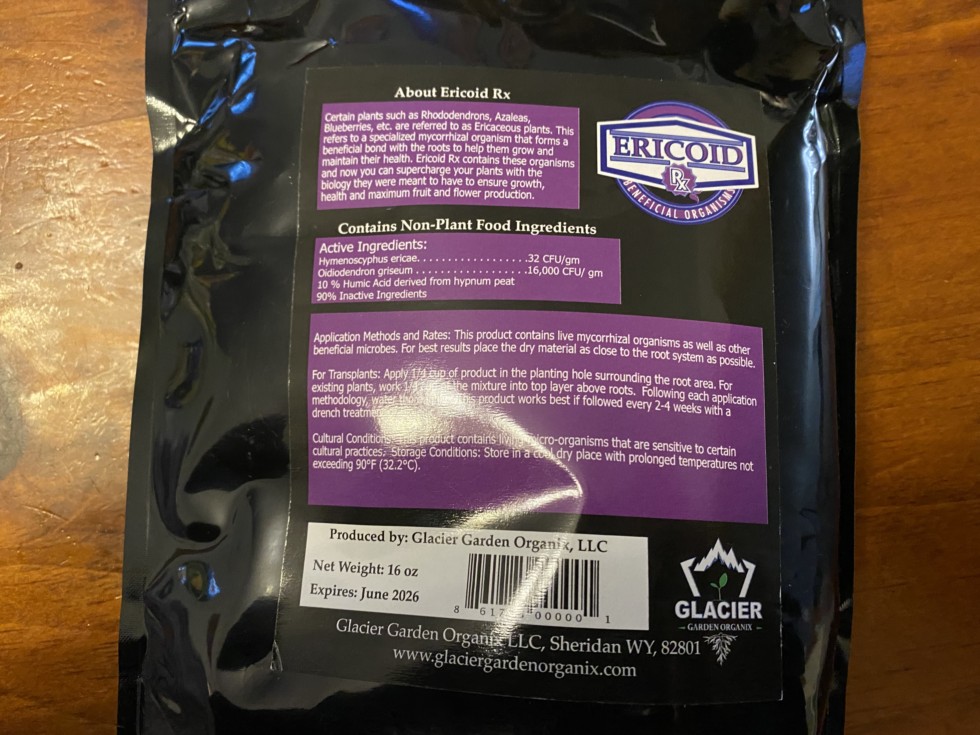 About Ericoid Rx
Certain plants such as Rhododendrons, Azaleas,
Blueberries, etc. are referred to as Ericaceous plants. This
refers to a specialized mycorrhizal organism that forms a
beneficial bond with the roots to help them grow and
maintain their health. Ericoid Rx contains these organisms
and now you can supercharge your plants with the
biology they were meant to have to ensure growth,
health and maximum fruit and flower production.
ERICOID
Rx
BENEFICIAL ORGANISMS
Contains Non-Plant Food Ingredients
Active Ingredients:
Hymenoscyphus ericae. . . . . . . . . . . . . . . . . .32 CFU/gm
Oidiodendron griseum . . . . . . . . . . . . . . . . . .16,000 CFU/ gm
10 % Humic Acid derived from hypnum peat
90% Inactive Ingredients
Application Methods and Rates: This product contains live mycorrhizal organisms as well as other
beneficial microbes. For best results place the dry material as close to the root system as possible.
For Transplants: Apply 1/4 cup of product in the planting hole surrounding the root area. For
existing plants, work the mixture into top layer above roots. Following each application
methodology, water This product works best if followed every 2-4 weeks with a
drench
Cultural Conditions: This product contains living micro-organisms that are sensitive to certain
cultural practices. Storage Conditions: Store in a cool dry place with prolonged temperatures not
exceeding 90°F (32.2°C).
Produced by: Glacier Garden Organix, LLC
Net Weight: 16 oz
Expires: June 2026
8 00000 1
GLACIER
GARDEN ORGANIX
Glacier Garden Organix LLC, Sheridan WY, 82801
www.glaciergardenorganix.com